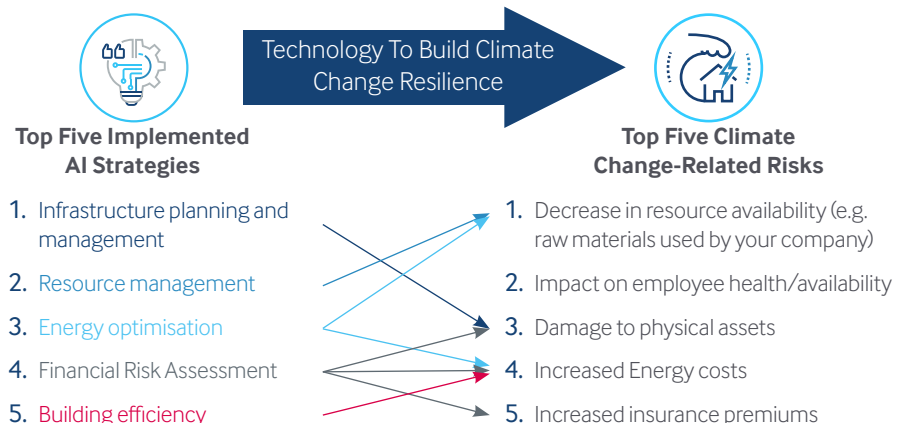 Technology To Build Climate
Change Resilience
Top Five Implemented
AI Strategies
1. Infrastructure planning and
management
2. Resource management
3. Energy optimisation
4. Financial Risk Assessment
5. Building efficiency
Top Five Climate
Change-Related Risks
1. Decrease in resource availability (e.g.
raw materials used by your company)
2. Impact on employee health/availability
3. Damage to physical assets
4. Increased Energy costs
5. Increased insurance premiums